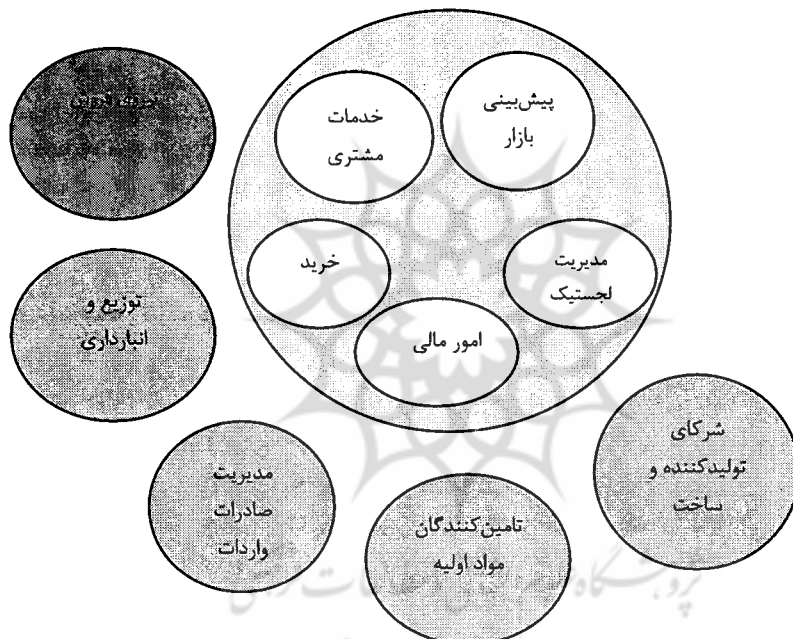 پیش‌بینی
بازار
خدمات
مشتری
مدیریت
لجستیک
خرید
امور مالی
توزیع و
انبارداری
شرکای
تولیدکننده و
ساخت
مدیریت
صادرات
واردات
تامین‌کنندگان
مواد اولیه